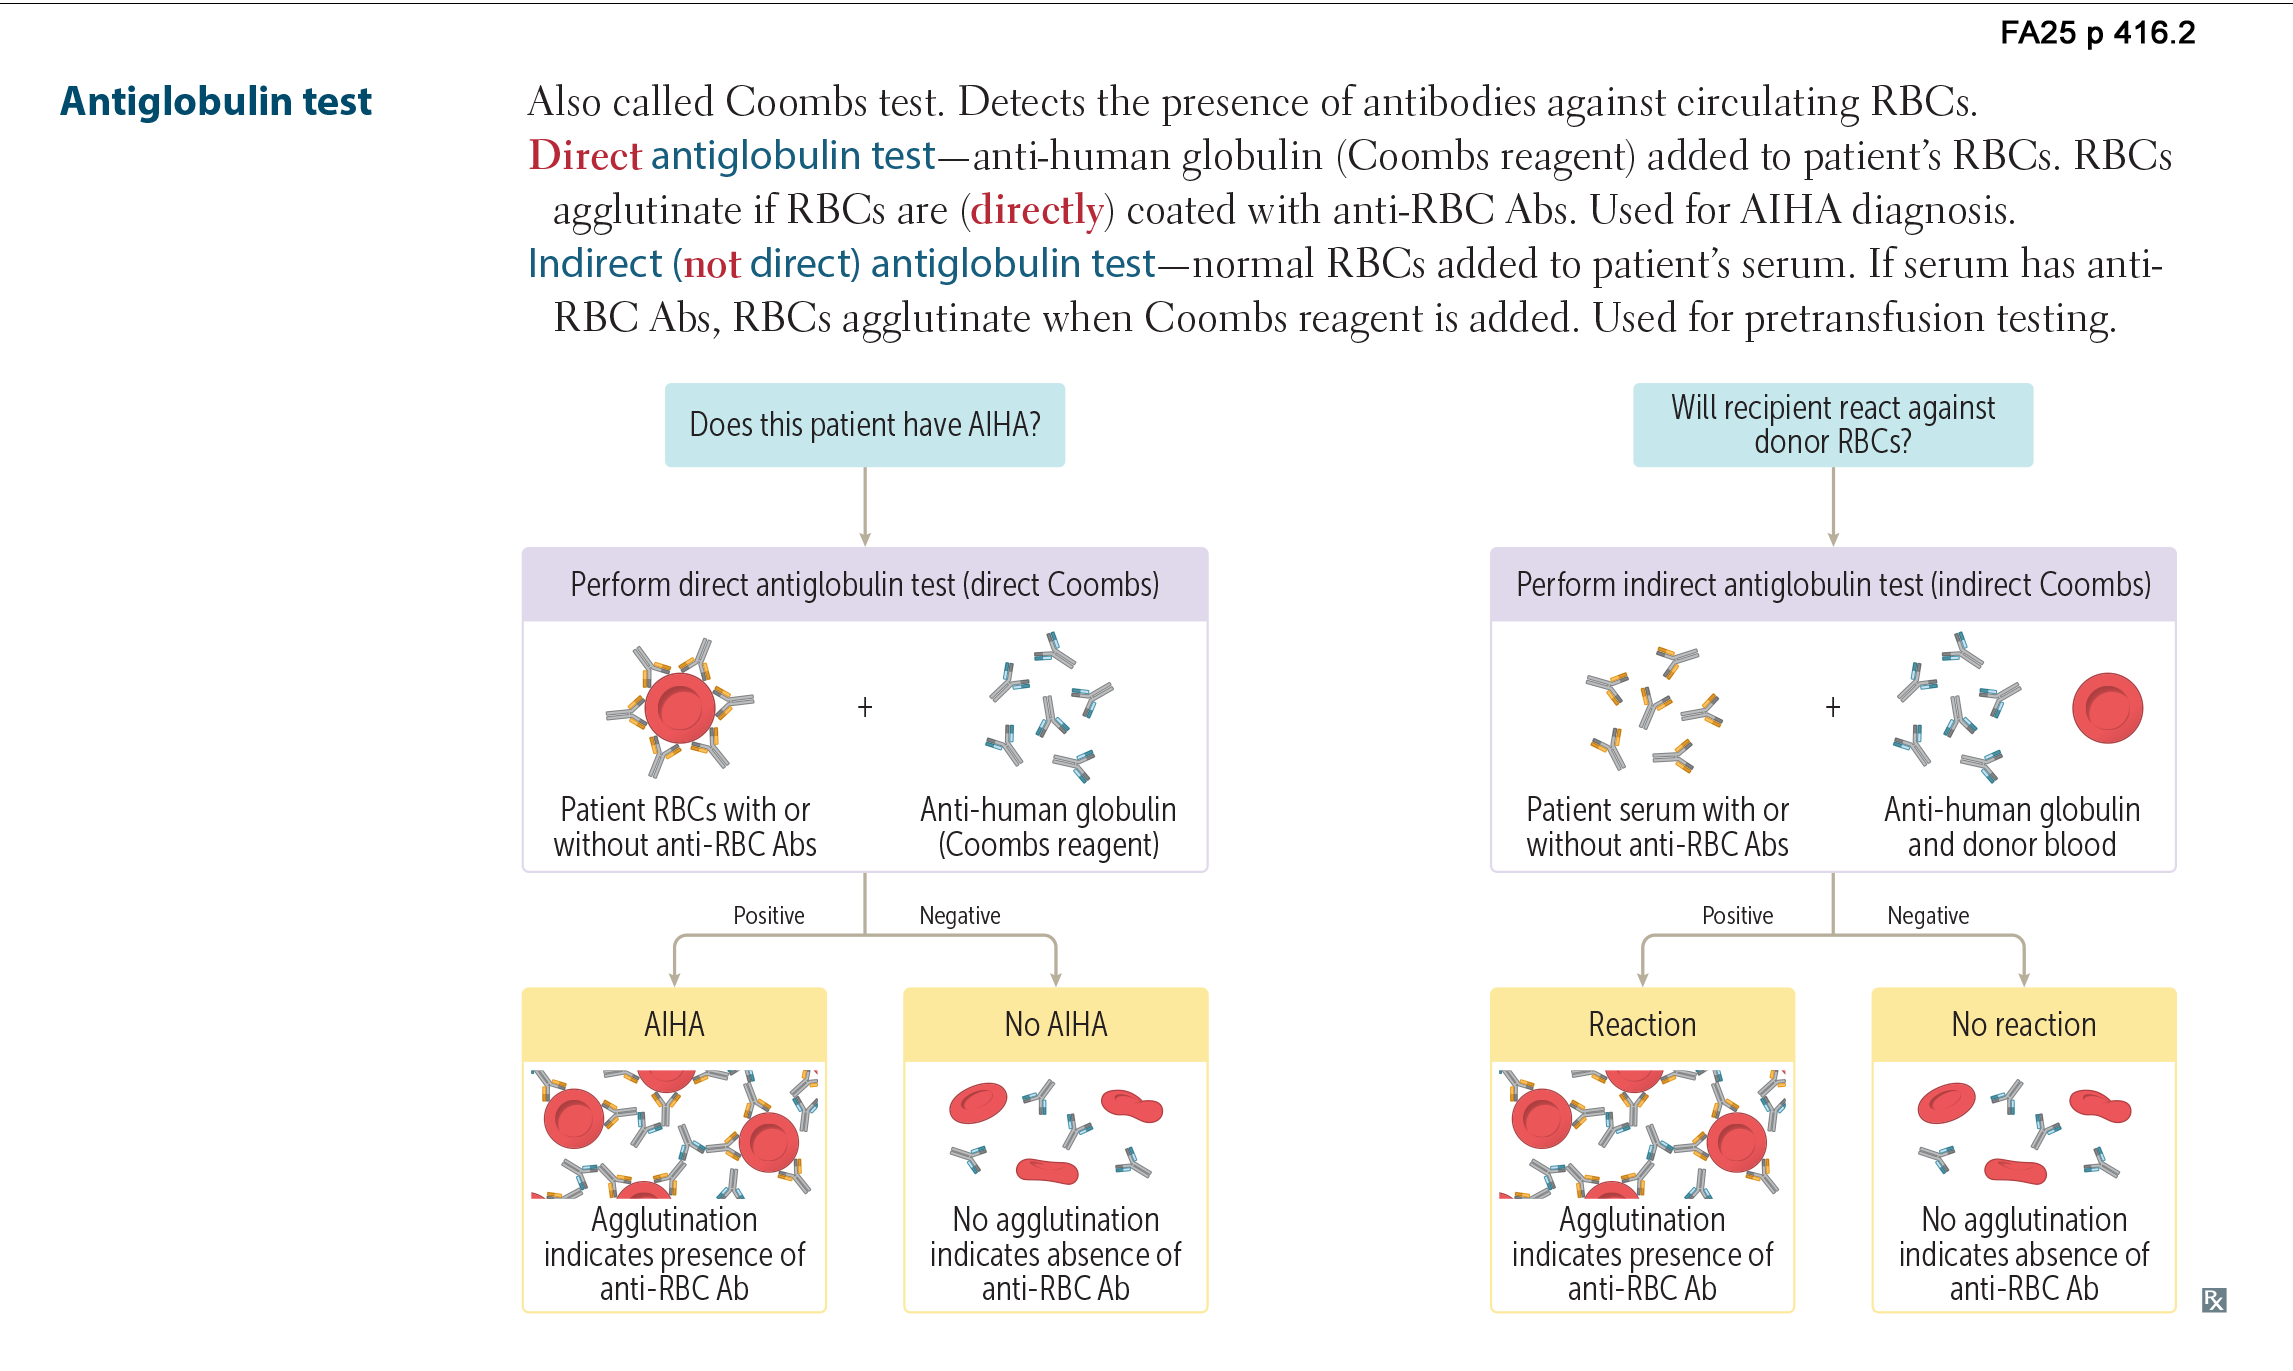 FA25 p 416.2
Antiglobulin test
Also called Coombs test. Detects the presence of antibodies against circulating RBCs.
Direct antiglobulin test—anti-human globulin (Coombs reagent) added to patient’s RBCs. RBCs
agglutinate if RBCs are (directly) coated with anti-RBC Abs. Used for AIHA diagnosis.
Indirect (not direct) antiglobulin test—normal RBCs added to patient’s serum. If serum has anti-
RBC Abs, RBCs agglutinate when Coombs reagent is added. Used for pretransfusion testing.
Does this patient have AIHA?
Perform direct antiglobulin test (direct Coombs)
+
Patient RBCs with or
without anti-RBC Abs
Anti-human globulin
(Coombs reagent)
Positive
Negative
AIHA
Agglutination
indicates presence of
anti-RBC Ab
No AIHA
No agglutination
indicates absence of
anti-RBC Ab
Will recipient react against
donor RBCs?
Perform indirect antiglobulin test (indirect Coombs)
+
Patient serum with or
without anti-RBC Abs
Anti-human globulin
and donor blood
Positive
Negative
Reaction
Agglutination
indicates presence of
anti-RBC Ab
No reaction
No agglutination
indicates absence of
anti-RBC Ab
Rx